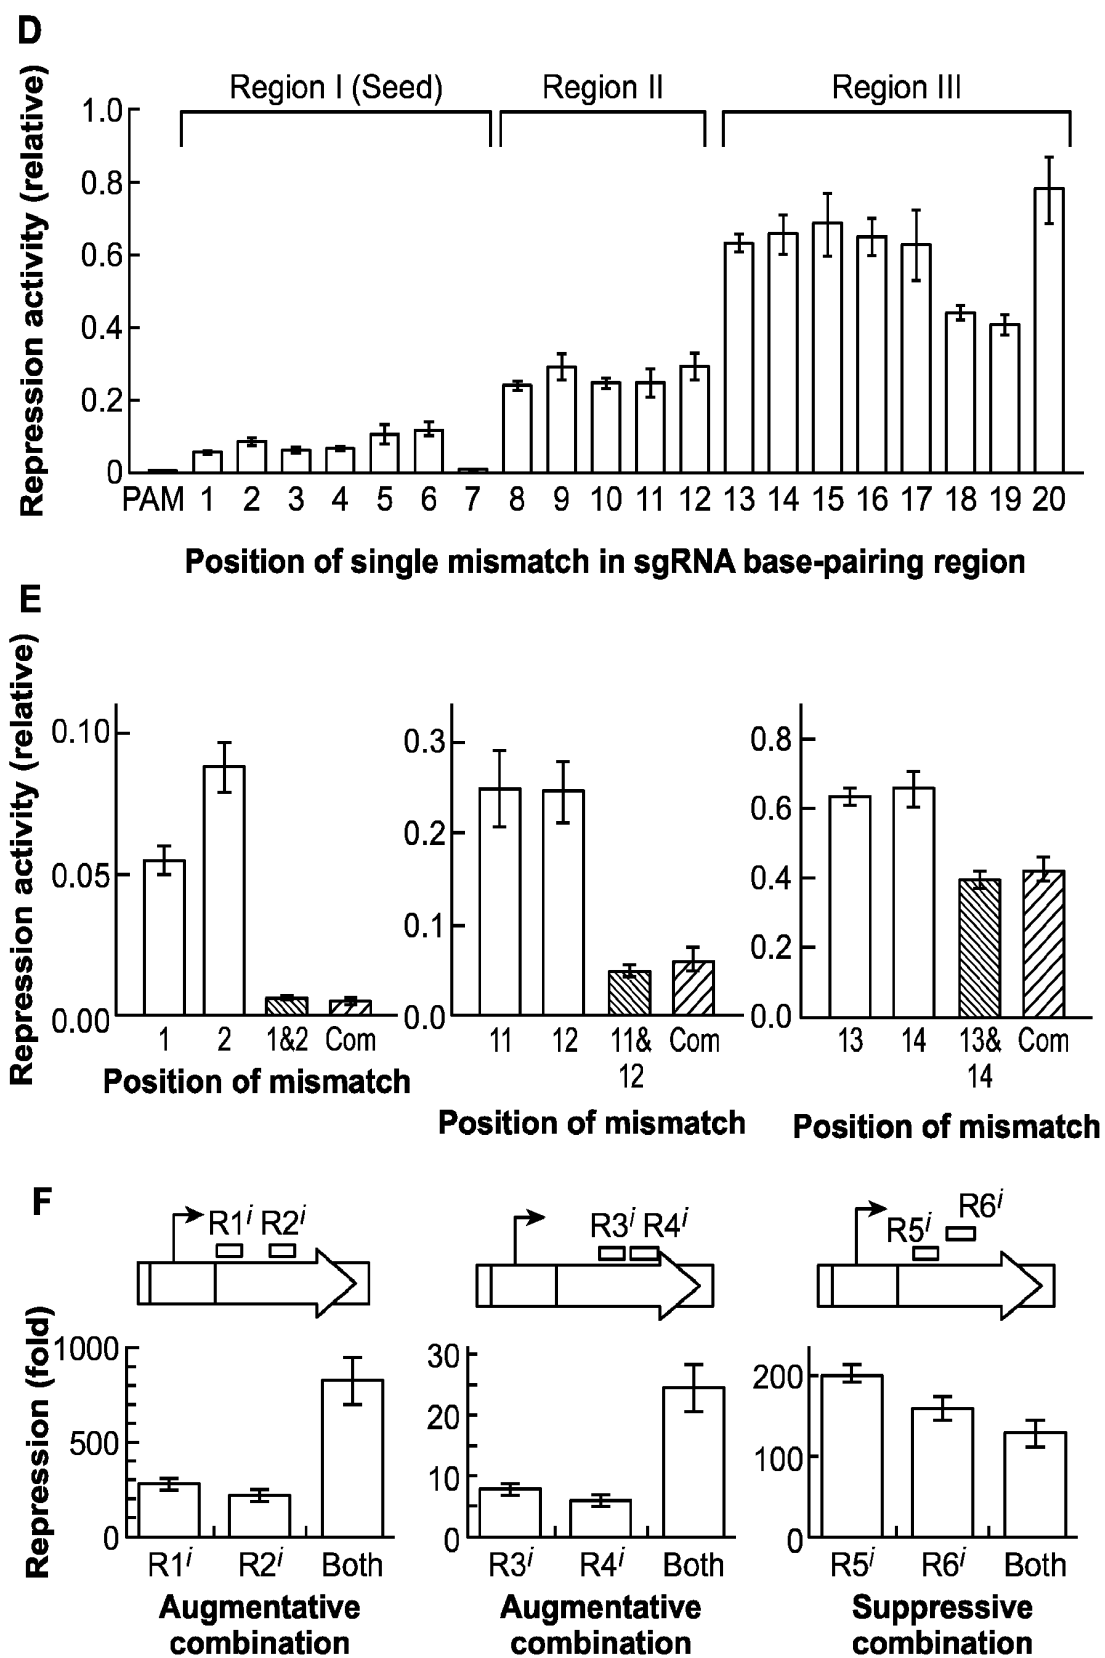 D
Repression activity (relative)
Region I (Seed) Region II Region III
1.0
0.8
0.6
0.4
0.2
0
PAM 1 2 3 4 5 6 7 8 9 10 11 12 13 14 15 16 17 18 19 20
Position of single mismatch in sgRNA base-pairing region
E
Repression activity (relative)
0.10
0.05
0.00
1 2 1&2 Com
Position of mismatch
0.3
0.2
0.1
0.0
11 12 11& Com
12
Position of mismatch
0.8
0.6
0.4
0.2
0.0
13 14 13& Com
14
Position of mismatch
F
Repression (fold)
R1i R2i
1000
500
0
R1i R2i Both
Augmentative
combination
R3i R4i
30
20
10
0
R3i R4i Both
Augmentative
combination
R6i
R5i
200
100
0
R5i R6i Both
Suppressive
combination